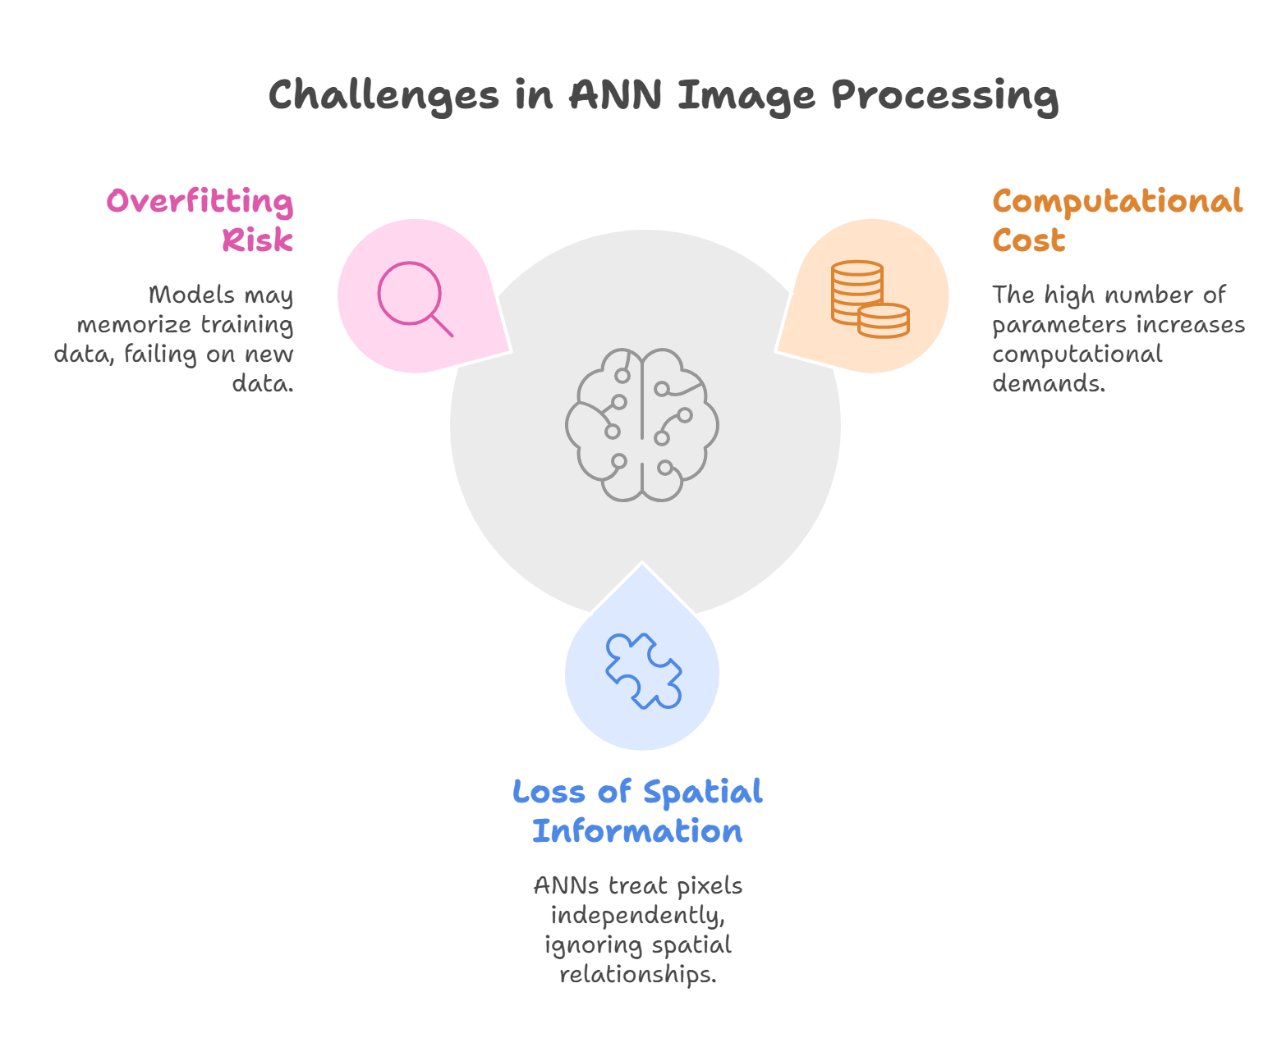 Challenges in ANN Image Processing
Overfitting
Risk
Models may
memorize training
data, failing on new
data.
Computational
Cost
The high number of
parameters increases
computational
demands.
Loss of Spatial
Information
ANNs treat pixels
independently,
ignoring spatial
relationships.